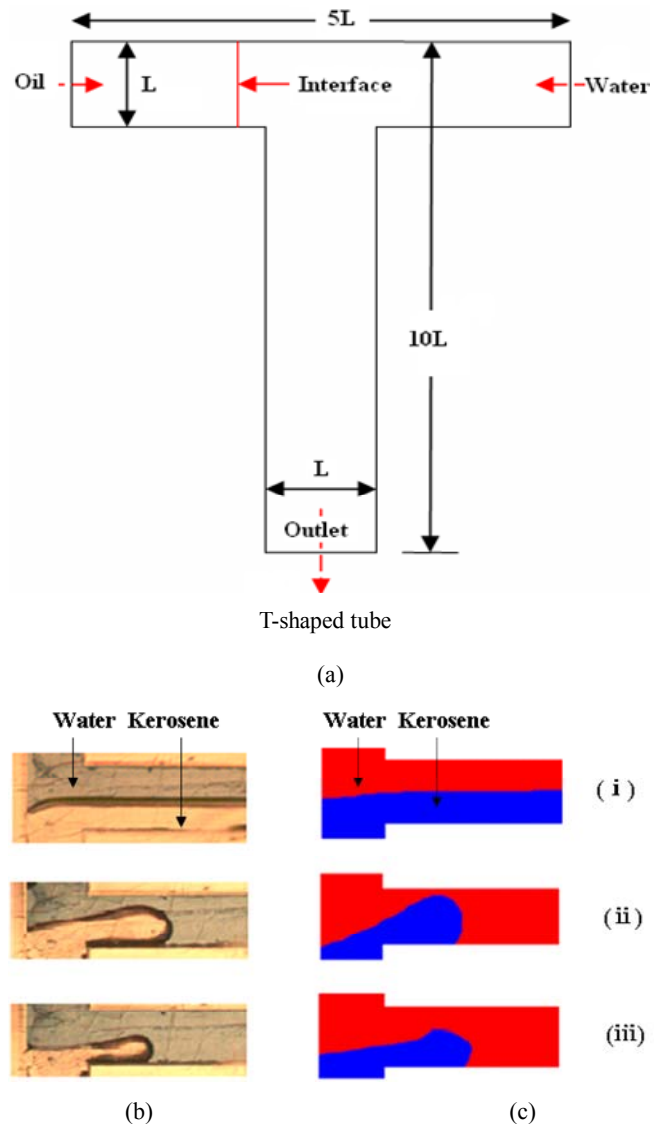 5L
Oil
L
Interface
Water
10L
L
Outlet
T-shaped tube
(a)
Water Kerosene
Water Kerosene
( i )
(ii)
(iii)
(b)
(c)